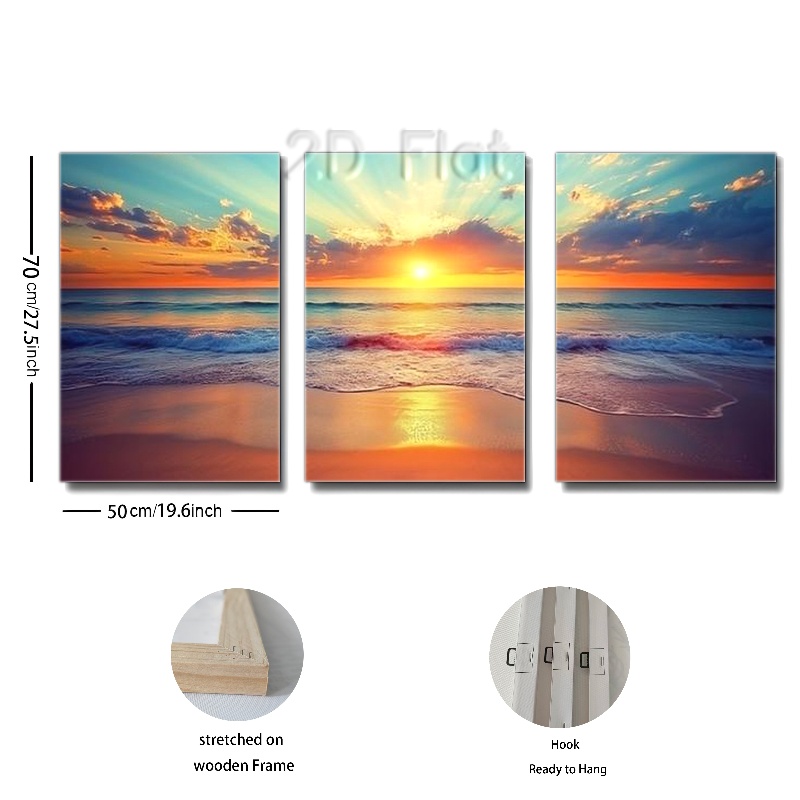 2D Flat
70cm/27.5inch
50cm/19.6inch
stretched on
wooden Frame
Hook
Ready to Hang